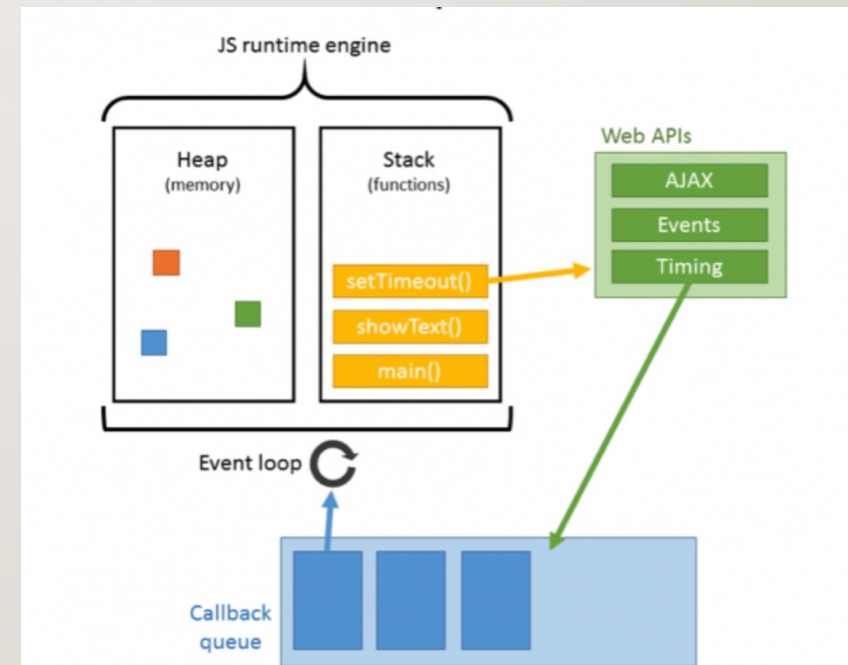 JS runtime engine
Heap
(memory)
Stack
(functions)
setTimeout()
showText()
main()
Web APIs
AJAX
Events
Timing
Event loop
Callback
queue